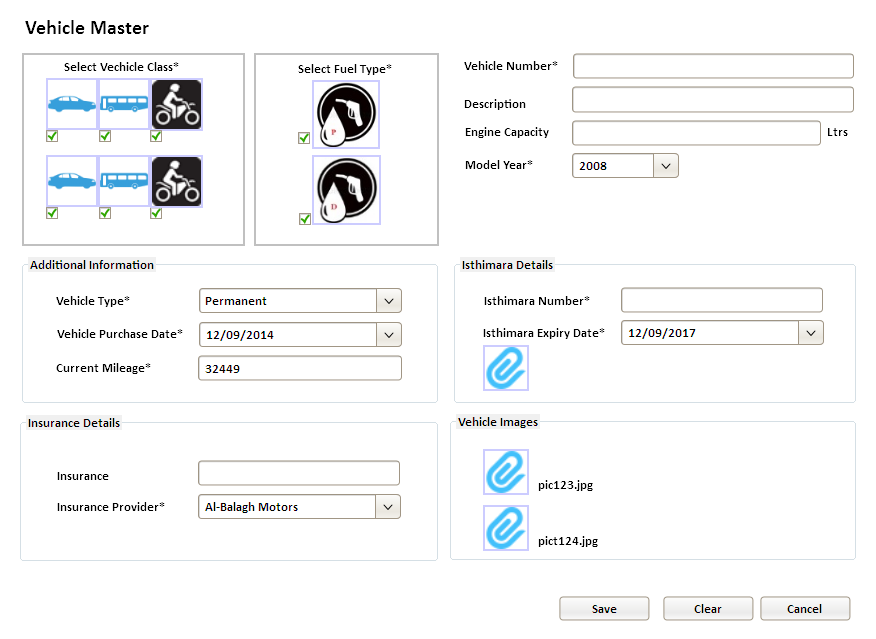 Vehicle Master
Select Vechicle Class*
Select Fuel Type*
P
D
Vehicle Number*
Description
Engine Capacity
Ltrs
Model Year*
2008
Additional Information
Vehicle Type*
Permanent
Vehicle Purchase Date*
12/09/2014
Current Mileage*
32449
Isthimara Details
Isthimara Number*
Isthimara Expiry Date*
12/09/2017
Insurance Details
Insurance
Insurance Provider*
Al-Balagh Motors
Vehicle Images
pic123.jpg
pict124.jpg
Save
Clear
Cancel